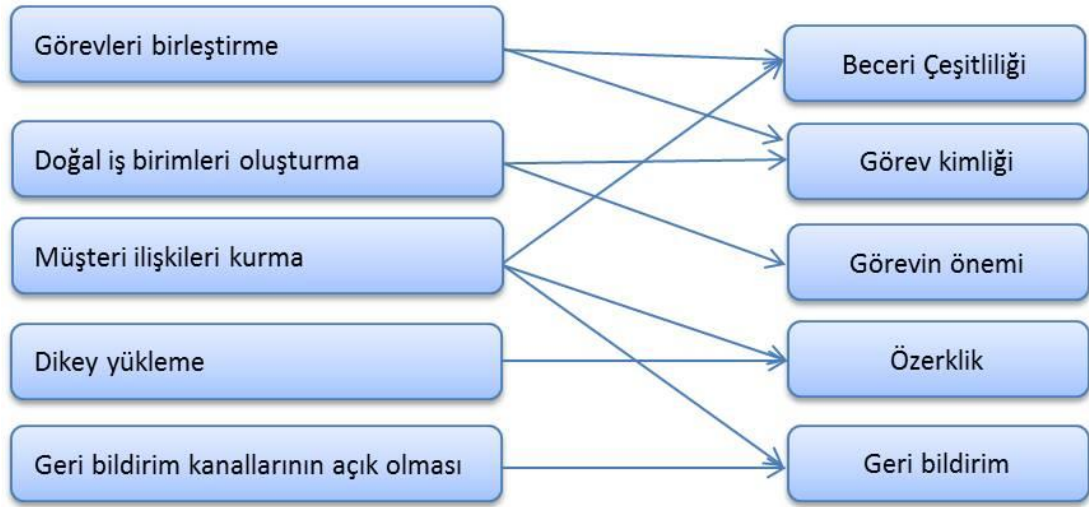 Görevleri birleştirme
Doğal iş birimleri oluşturma
Müşteri ilişkileri kurma
Dikey yükleme
Geri bildirim kanallarının açık olması
Beceri Çeşitliliği
Görev kimliği
Görevin önemi
Özerklik
Geri bildirim